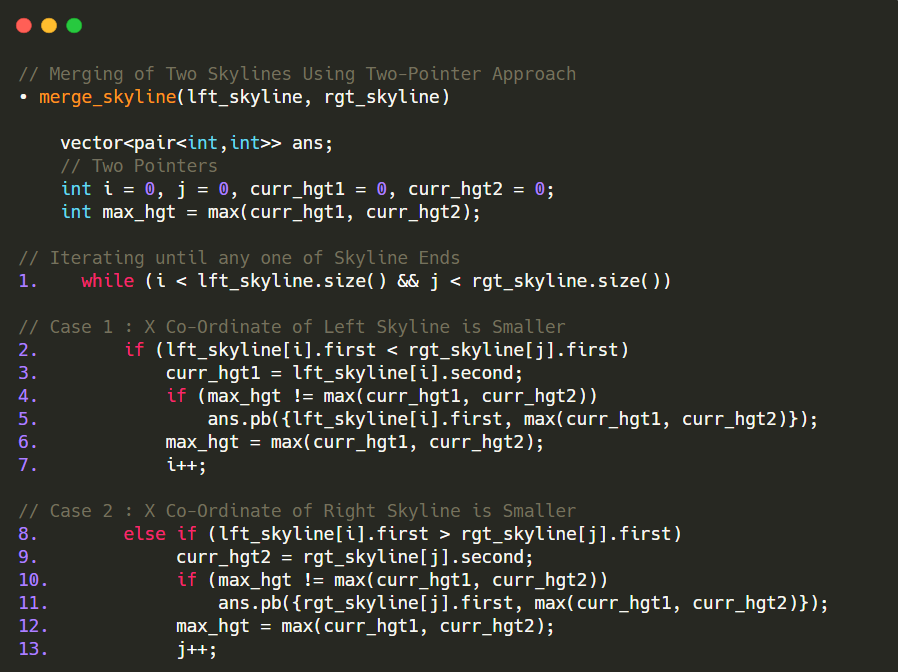 // Merging of Two Skylines Using Two-Pointer Approach
• merge_skyline(lft_skyline, rgt_skyline)
vector<pair<int,int>> ans;
// Two Pointers
int i = 0, j = 0, curr_hgt1 = 0, curr_hgt2 = 0;
int max_hgt = max(curr_hgt1, curr_hgt2);
// Iterating until any one of Skyline Ends
1. while (i < lft_skyline.size() && j < rgt_skyline.size())
// Case 1 : X Co-Ordinate of Left Skyline is Smaller
2. if (lft_skyline[i].first < rgt_skyline[j].first)
3. curr_hgt1 = lft_skyline[i].second;
4. if (max_hgt != max(curr_hgt1, curr_hgt2))
5. ans.pb({lft_skyline[i].first, max(curr_hgt1, curr_hgt2)});
6. max_hgt = max(curr_hgt1, curr_hgt2);
7. i++;
// Case 2 : X Co-Ordinate of Right Skyline is Smaller
8. else if (lft_skyline[i].first > rgt_skyline[j].first)
9. curr_hgt2 = rgt_skyline[j].second;
10. if (max_hgt != max(curr_hgt1, curr_hgt2))
11. ans.pb({rgt_skyline[j].first, max(curr_hgt1, curr_hgt2)});
12. max_hgt = max(curr_hgt1, curr_hgt2);
13. j++;